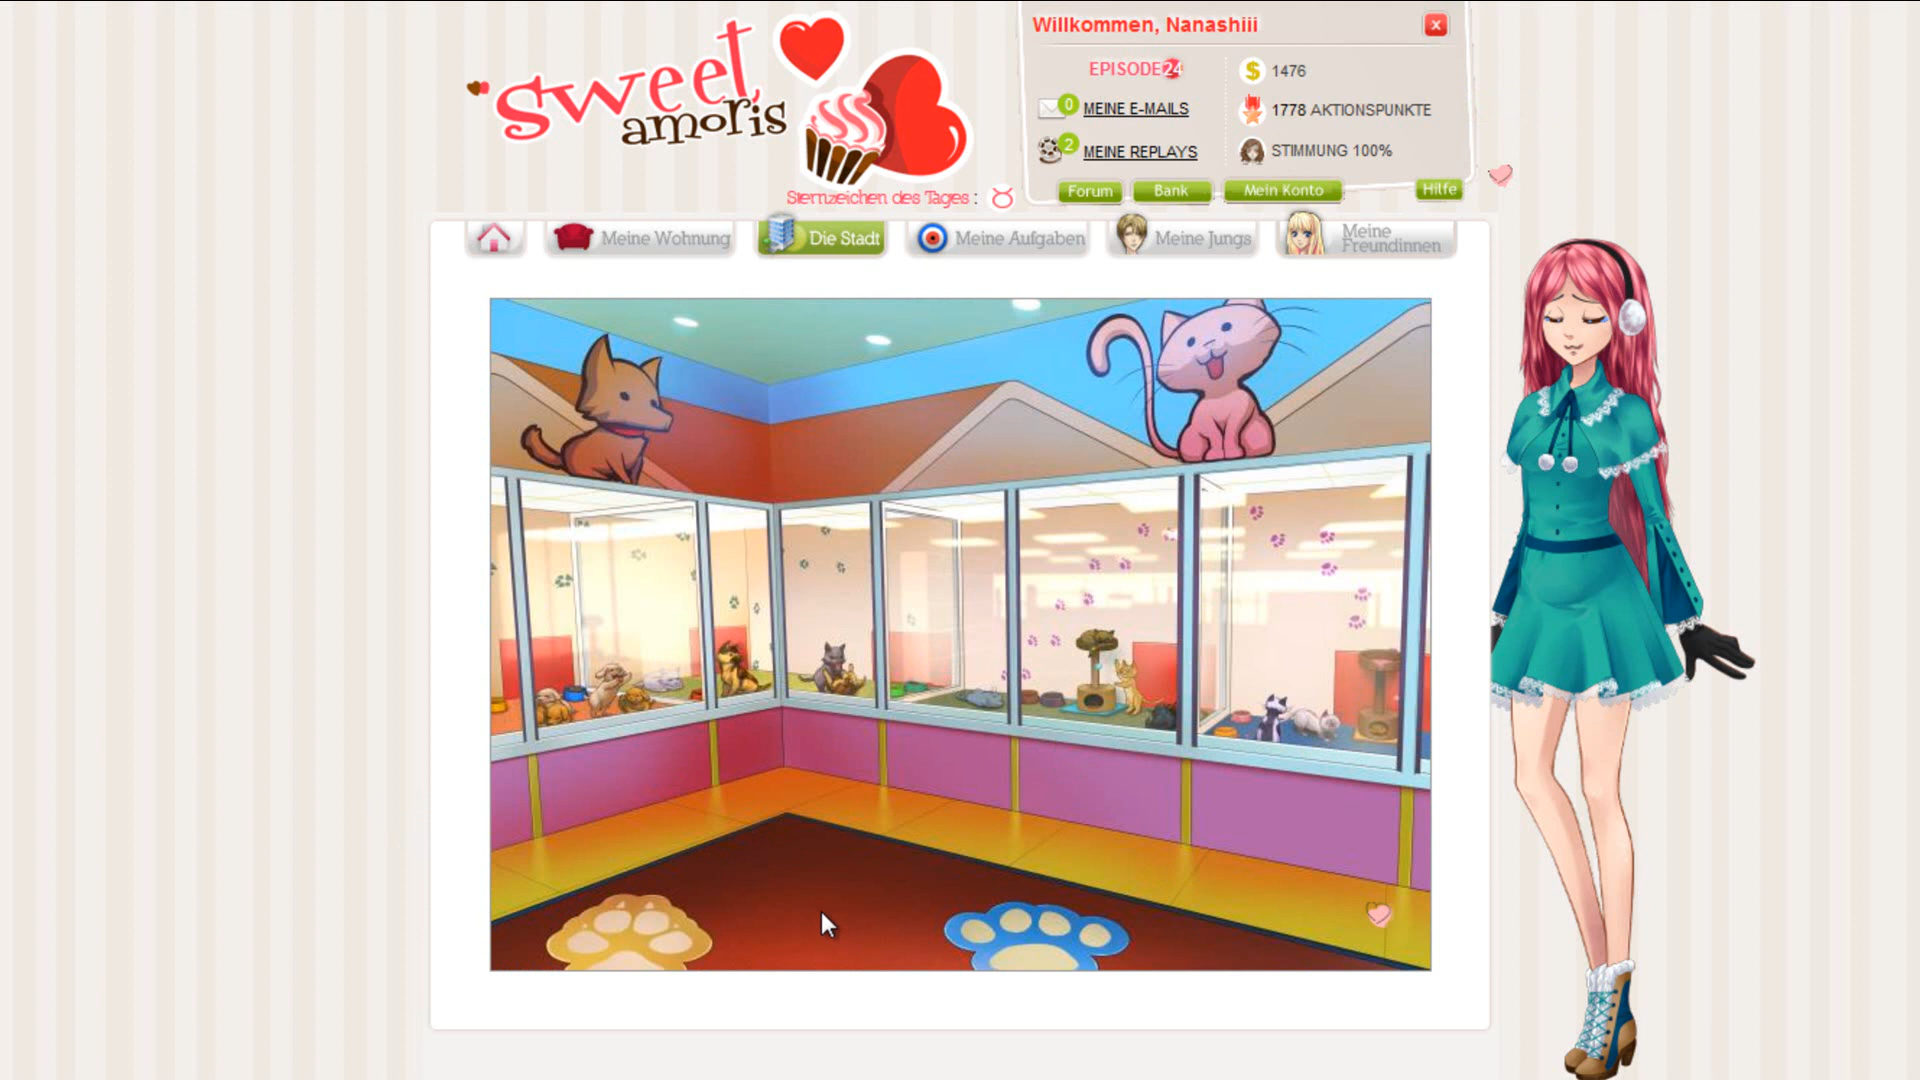 sweet
amoris
Sternzeichen des Tages :
Willkommen, Nanashiii
EPISODE 24
$ 1476
0 MEINE E-MAILS
1778 AKTIONSPUNKTE
2 MEINE REPLAYS
STIMMUNG 100%
Forum
Bank
Mein Konto
Hilfe
Meine Wohnung
Die Stadt
Meine Aufgaben
Meine Jungs
Meine
Freundinnen